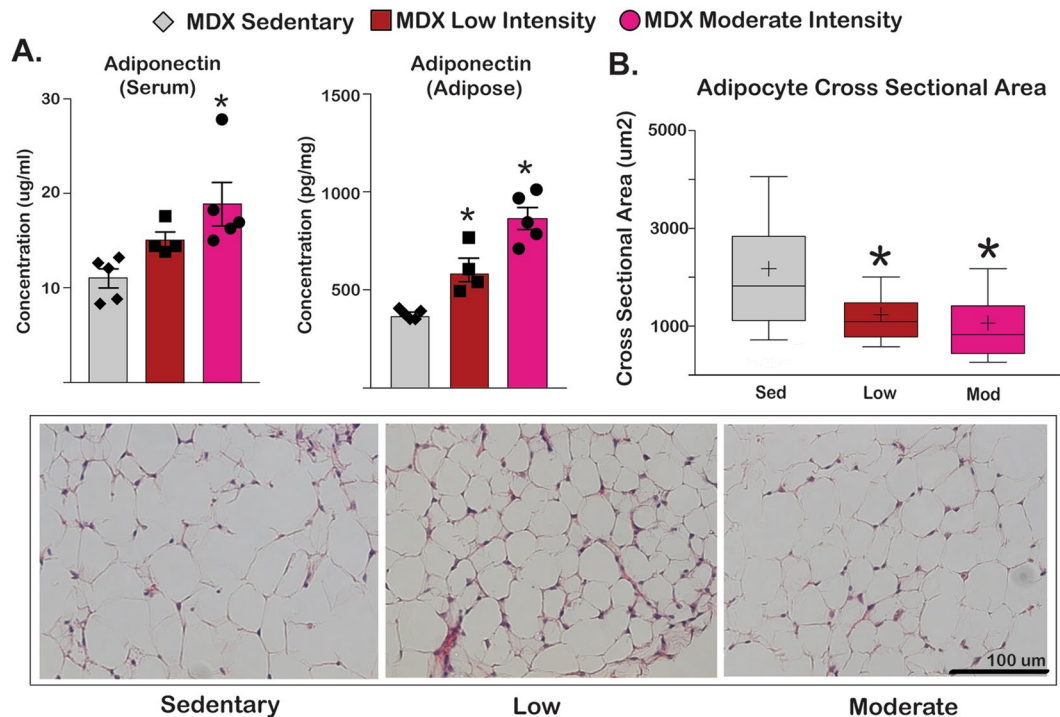 MDX Sedentary MDX Low Intensity MDX Moderate Intensity
A.
Adiponectin
(Serum)
Concentration (ug/ml)
30
20
10
*
Adiponectin
(Adipose)
Concentration (pg/mg)
1500
1000
500
*
*
B.
Adipocyte Cross Sectional Area
Cross Sectional Area (um2)
5000
3000
1000
*
*
Sed Low Mod
100 um
Sedentary Low Moderate